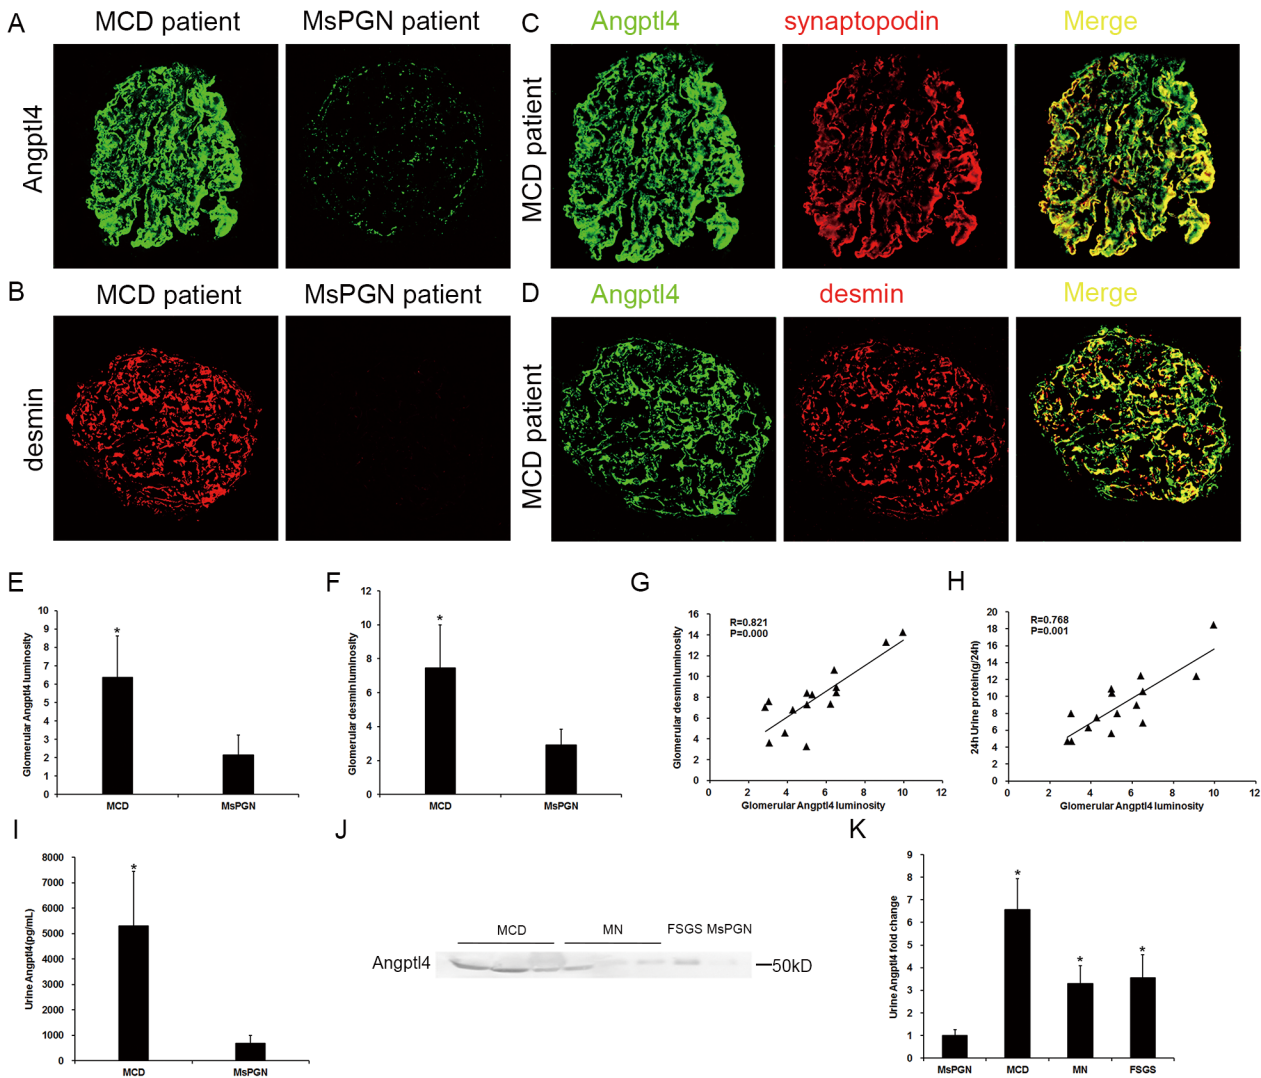 A
MCD patient
MsPGN patient
Angptl4
B
MCD patient
MsPGN patient
desmin
C
Angptl4
synaptopodin
Merge
MCD patient
D
Angptl4
desmin
Merge
MCD patient
E
Glomerular Angptl4 luminosity
10
9
8
7
6
5
4
3
2
1
0
*
MCD
MsPGN
F
Glomerular desmin luminosity
12
10
8
6
4
2
0
*
MCD
MsPGN
G
R=0.821
P=0.000
Glomerular desmin luminosity
16
14
12
10
8
6
4
2
0
0 2 4 6 8 10 12
Glomerular Angptl4 luminosity
H
R=0.768
P=0.001
24h Urine protein(g/24h)
20
18
16
14
12
10
8
6
4
2
0
0 2 4 6 8 10 12
Glomerular Angptl4 luminosity
I
Urine Angptl4(pg/mL)
8000
7000
6000
5000
4000
3000
2000
1000
0
*
MCD
MsPGN
J
MCD
MN
FSGS MsPGN
Angptl4
50kD
K
Urine Angptl4 fold change
9
8
7
6
5
4
3
2
1
0
*
*
*
MsPGN
MCD
MN
FSGS